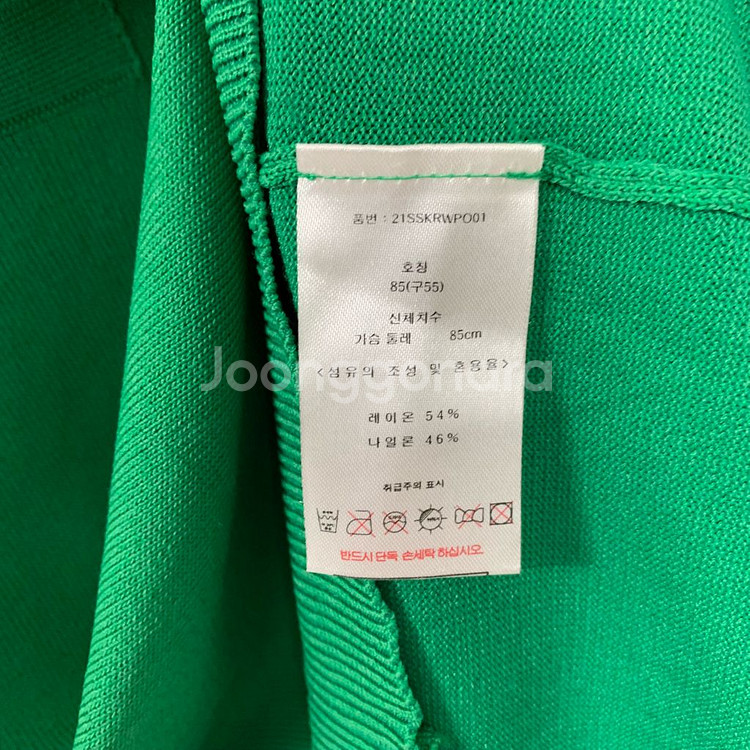 품번 : 21SSKRWPO01
호칭
85(구55)
신체치수
가슴 둘레 85cm
<섬유의 조성 및 혼용율>
Joonggonara
레이온 54%
나일론 46%
취급주의 표시
반드시 단독 손세탁 하십시오.